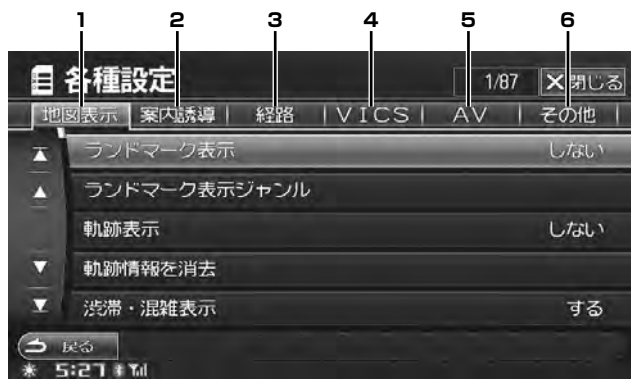 1 2 3 4 5 6
各種設定 1/87 ×閉じる
地図表示 案内誘導 経路 VICS AV その他
ランドマーク表示 しない
ランドマーク表示ジャンル
軌跡表示 しない
軌跡情報を消去
渋滞・混雑表示 する
戻る
5:27